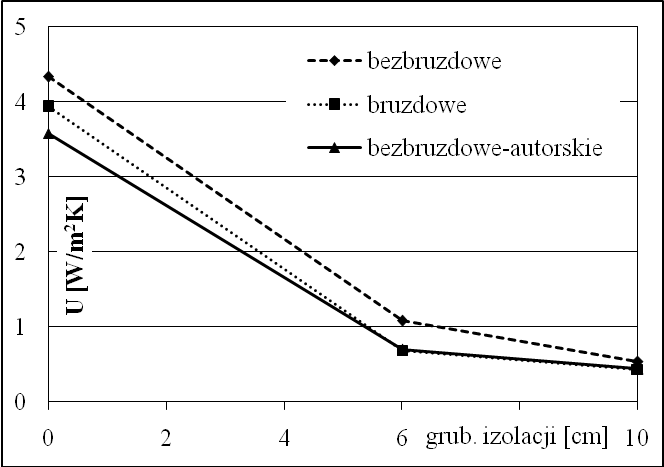 5
bezbruzdowe
4
bruzdowe
bezbruzdowe-autorskie
3
2
U [W/m²K]
1
0
0 2 4 6 grub. izolacji [cm] 10